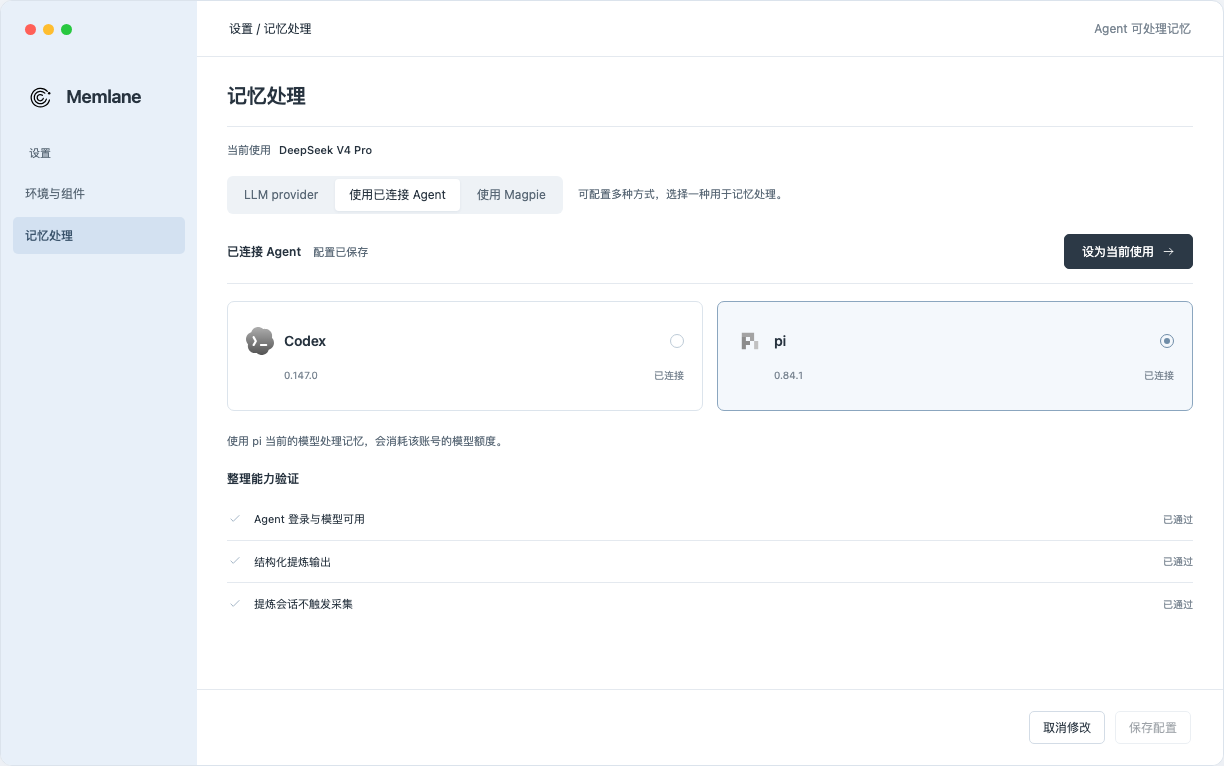 设置 / 记忆处理
Agent 可处理记忆
Memlane
设置
环境与组件
记忆处理
记忆处理
当前使用 DeepSeek V4 Pro
LLM provider 使用已连接 Agent 使用 Magpie 可配置多种方式，选择一种用于记忆处理。
已连接 Agent 配置已保存
设为当前使用 →
Codex
0.147.0 已连接
pi
0.84.1 已连接
使用 pi 当前的模型处理记忆，会消耗该账号的模型额度。
整理能力验证
Agent 登录与模型可用 已通过
结构化提炼输出 已通过
提炼会话不触发采集 已通过
取消修改 保存配置